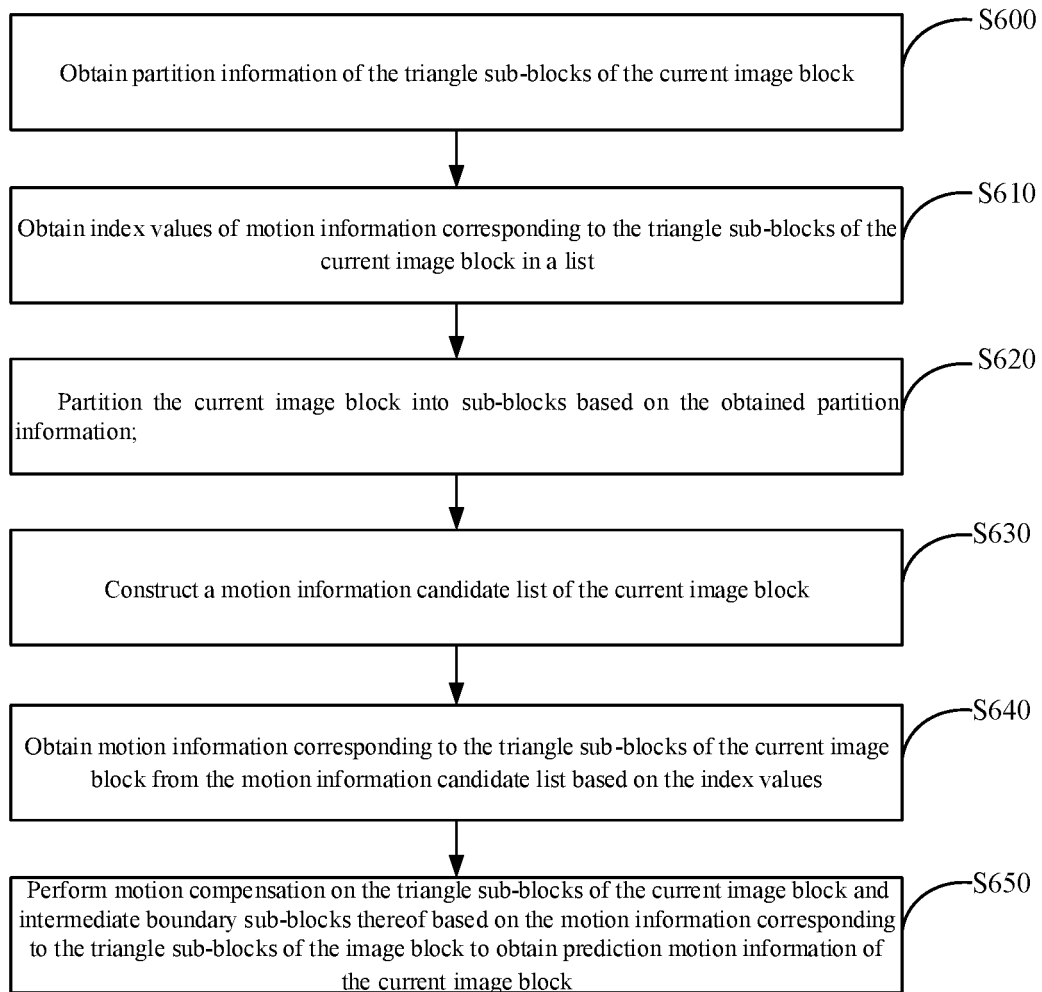 S600
Obtain partition information of the triangle sub-blocks of the current image block
S610
Obtain index values of motion information corresponding to the triangle sub-blocks of the
current image block in a list
S620
Partition the current image block into sub-blocks based on the obtained partition
information;
S630
Construct a motion information candidate list of the current image block
S640
Obtain motion information corresponding to the triangle sub-blocks of the current image
block from the motion information candidate list based on the index values
S650
Perform motion compensation on the triangle sub-blocks of the current image block and
intermediate boundary sub-blocks thereof based on the motion information corresponding
to the triangle sub-blocks of the image block to obtain prediction motion information of
the current image block